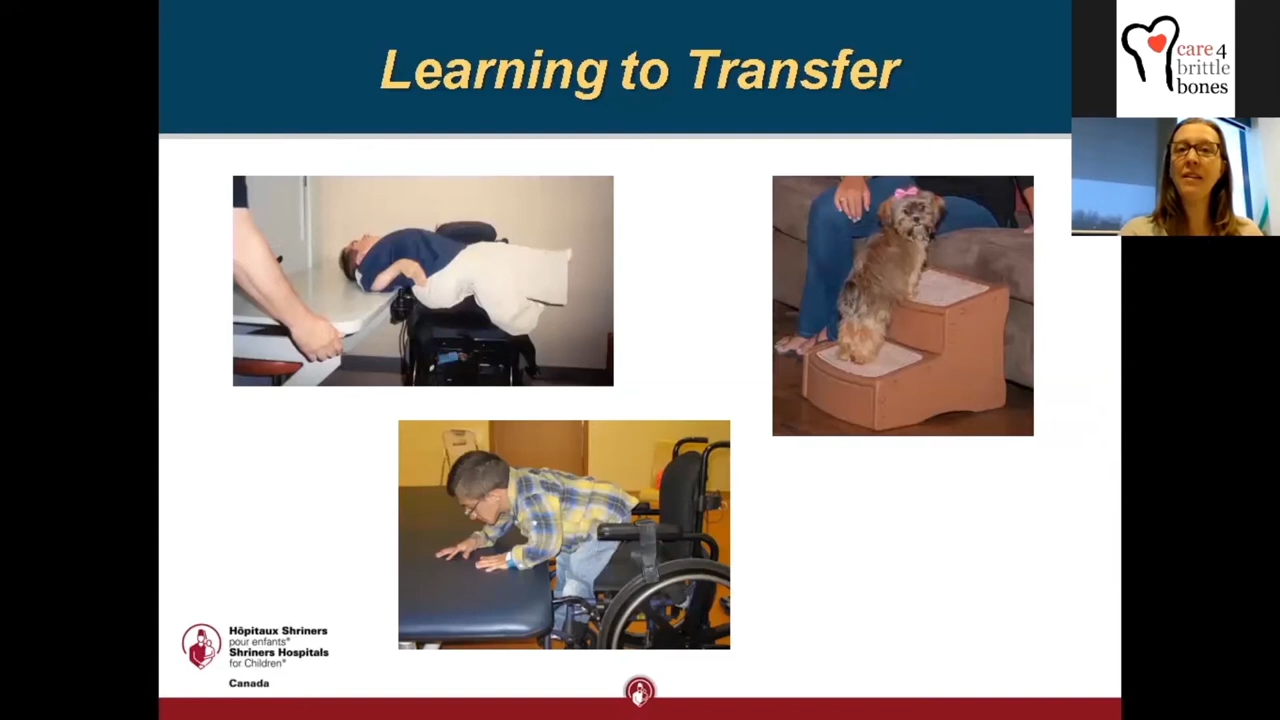 Learning to Transfer
care 4
brittle
bones
Hôpitaux Shriners
pour enfants®
Shriners Hospitals
for Children®
Canada